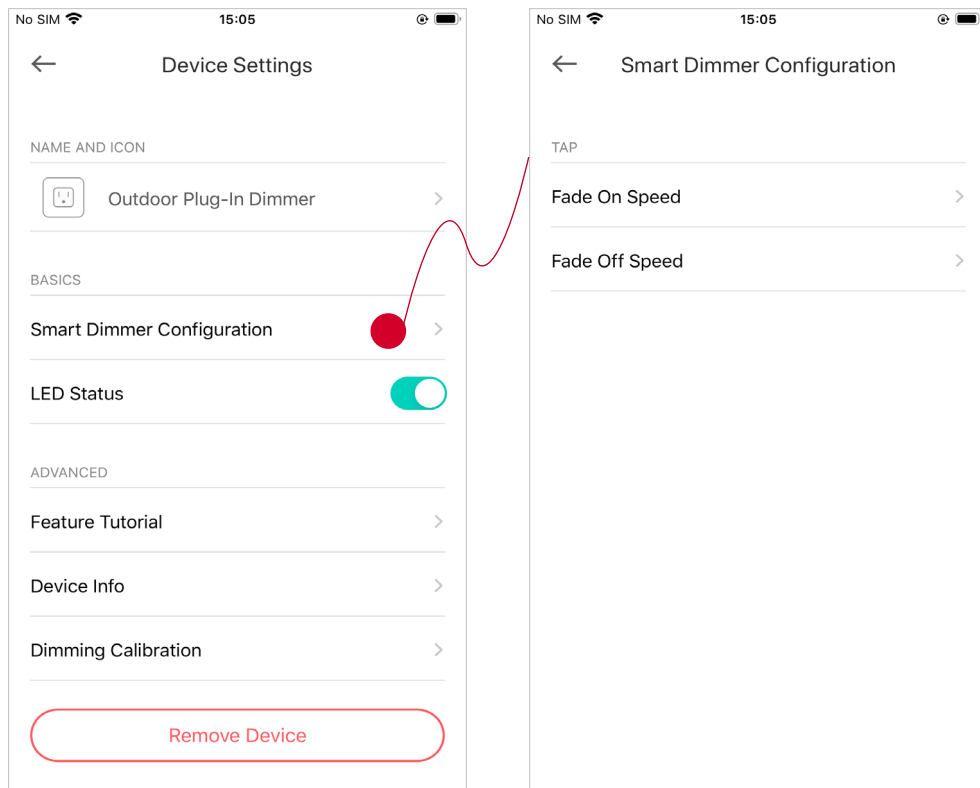 No SIM 15:05
Device Settings
NAME AND ICON
Outdoor Plug-In Dimmer
BASICS
Smart Dimmer Configuration
LED Status
ADVANCED
Feature Tutorial
Device Info
Dimming Calibration
Remove Device
No SIM 15:05
Smart Dimmer Configuration
TAP
Fade On Speed
Fade Off Speed